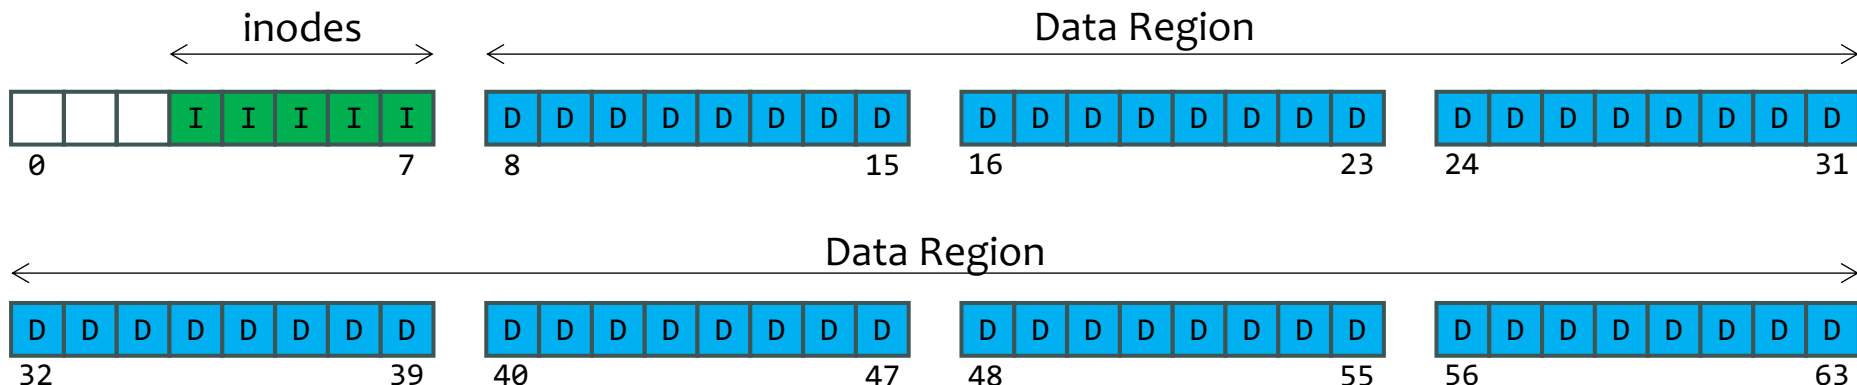 inodes Data Region
I I I I I D D D D D D D D D D D D D D D D D D D D D D D D
0 7 8 15 16 23 24 31
Data Region
D D D D D D D D D D D D D D D D D D D D D D D D D D D D D D D D
32 39 40 47 48 55 56 63